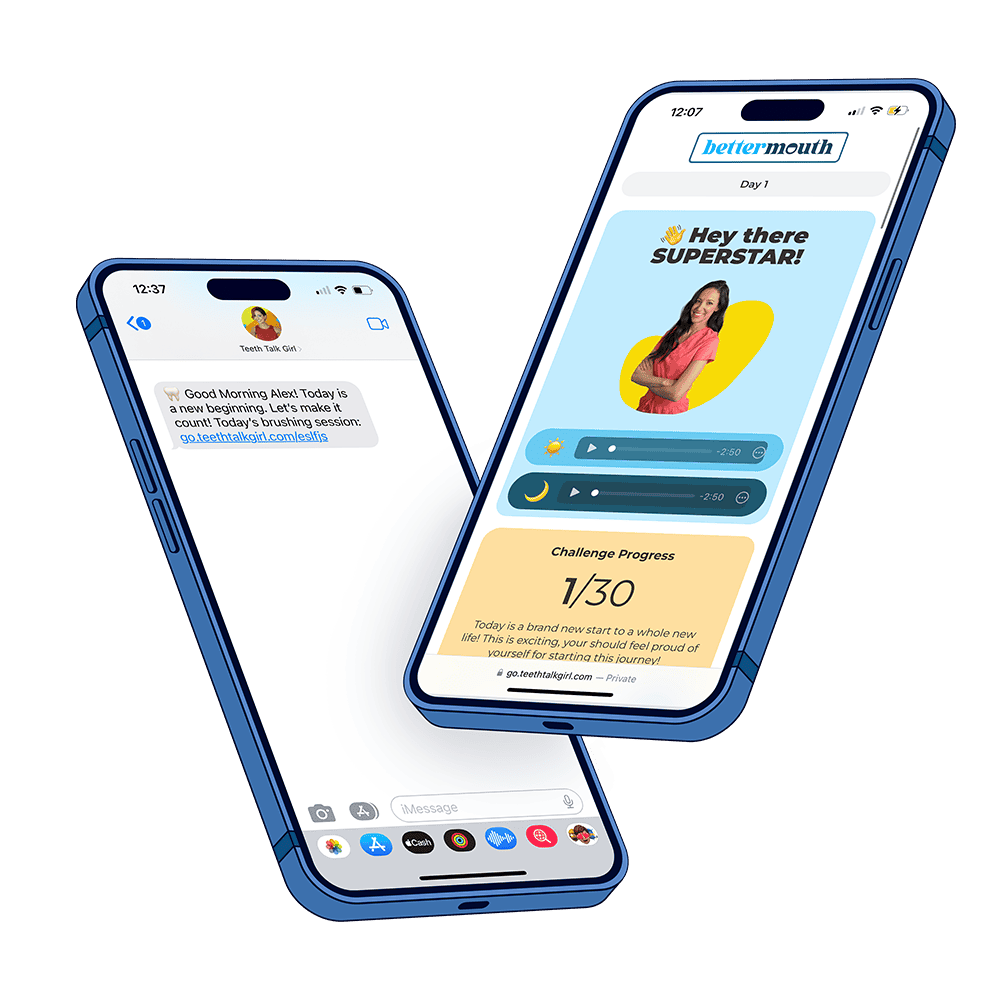 12:37
1
Teeth Talk Girl
🦷 Good Morning Alex! Today is
a new beginning. Let's make it
count! Today's brushing session:
go.teethtalkgirl.com/eslfjs
iMessage
Cash
12:07
bettermouth
Day 1
👋 Hey there
SUPERSTAR!
-2:50
-2:50
Challenge Progress
1/30
Today is a brand new start to a whole new
life! This is exciting, your should feel proud of
yourself for starting this journey!
go.teethtalkgirl.com — Private